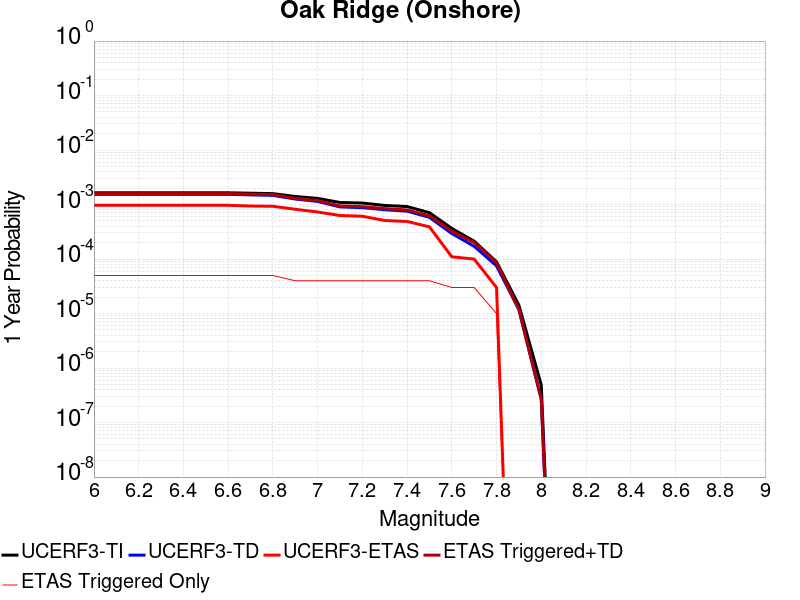 Oak Ridge (Onshore)
10^0
10^-1
10^-2
10^-3
10^-4
10^-5
10^-6
10^-7
10^-8
1 Year Probability
6 6.2 6.4 6.6 6.8 7 7.2 7.4 7.6 7.8 8 8.2 8.4 8.6 8.8 9
Magnitude
UCERF3-TI UCERF3-TD UCERF3-ETAS ETAS Triggered+TD
ETAS Triggered Only